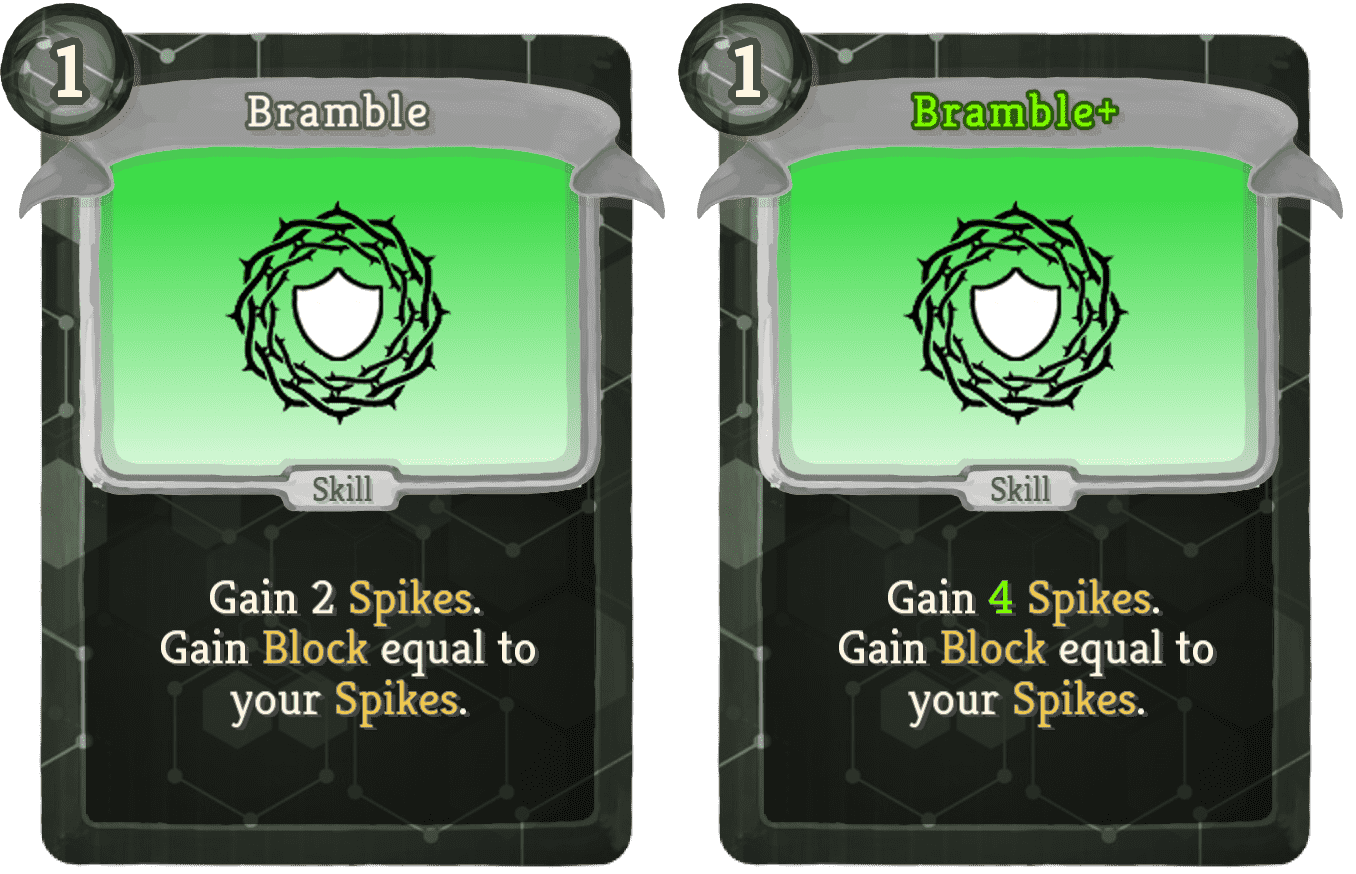 1
Bramble
Skill
Gain 2 Spikes.
Gain Block equal to
your Spikes.
1
Bramble+
Skill
Gain 4 Spikes.
Gain Block equal to
your Spikes.